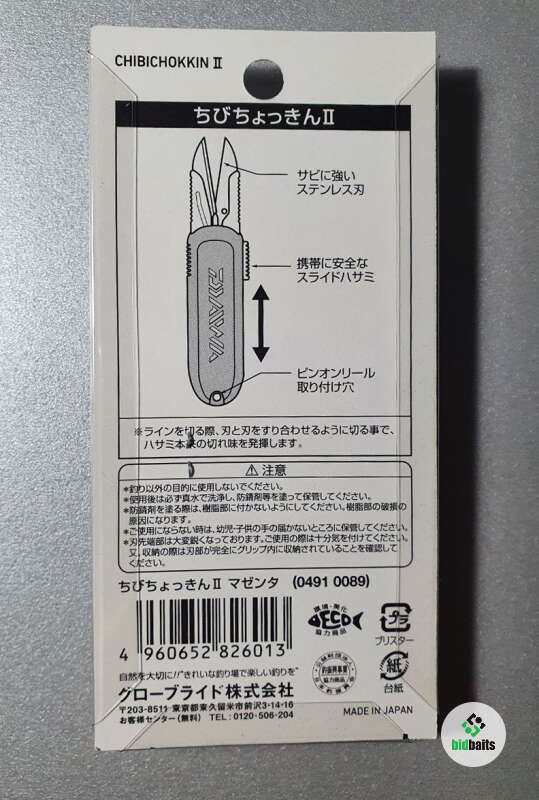 CHIBICHOKKIN II
ちびちょっきんII
サビに強い
ステンレス刃
携帯に安全な
スライドハサミ
DAIWA
ピンオンリール
取り付け穴
※ラインを切る際、刃と刃をすり合わせるように切る事で、
ハサミ本来の切れ味を発揮します。
⚠注意
*釣り以外の目的に使用しないでください。
*使用後は必ず真水で洗浄し、防錆剤等を塗って保管してください。
*防錆剤を塗る際は、樹脂部に付かないようにしてください。樹脂部の破損の
原因になります。
*ご使用にならない時は、幼児・子供の手の届かないところに保管してください。
*刃先端部は大変鋭くなっております。ご使用の際は十分気を付けてください。
又、収納の際は刃部が完全にグリップ内に収納されていることを確認して
ください。
ちびちょっきんII マゼンタ (0491 0089)
4 960652 826013
環境・美化
ECO
協力商品
プラ
ブリスター
紙
台紙
自然を大切に!!"きれいな釣り場で楽しい釣りを"
グローブライド株式会社
〒203-8511 東京都東久留米市前沢3-14-16
お客様センター(無料) TEL:0120-506-204
MADE IN JAPAN
bidbaits